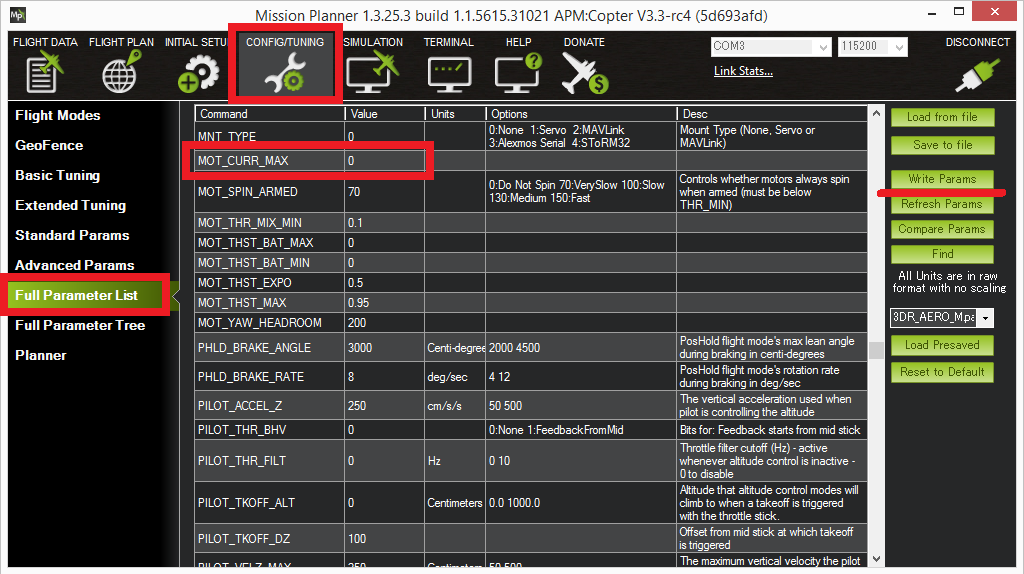 Mission Planner 1.3.25.3 build 1.1.5615.31021 APM:Copter V3.3-rc4 (5d693afd)
FLIGHT DATA FLIGHT PLAN INITIAL SETU CONFIG/TUNING SIMULATION TERMINAL HELP DONATE COM3 115200 DISCONNECT
Link Stats...
Flight Modes
GeoFence
Basic Tuning
Extended Tuning
Standard Params
Advanced Params
Full Parameter List
Full Parameter Tree
Planner
Command Value Units Options Desc
MNT_TYPE 0 0:None 1:Servo 2:MAVLink Mount Type (None, Servo or
3:Alexmos Serial 4:SToRM32 MAVLink)
MOT_CURR_MAX 0
MOT_SPIN_ARMED 70 0:Do Not Spin 70:VerySlow 100:Slow Controls whether motors always spin
130:Medium 150:Fast when armed (must be below
THR_MIN)
MOT_THR_MIX_MIN 0.1
MOT_THST_BAT_MAX 0
MOT_THST_BAT_MIN 0
MOT_THST_EXPO 0.5
MOT_THST_MAX 0.95
MOT_YAW_HEADROOM 200
PHLD_BRAKE_ANGLE 3000 Centi-degree 2000 4500 PosHold flight mode's max lean angle
during braking in centi-degrees
PHLD_BRAKE_RATE 8 deg/sec 4 12 PosHold flight mode's rotation rate
during braking in deg/sec
PILOT_ACCEL_Z 250 cm/s/s 50 500 The vertical acceleration used when
pilot is controlling the altitude
PILOT_THR_BHV 0 0:None 1:FeedbackFromMid Bits for: Feedback starts from mid stick
PILOT_THR_FILT 0 Hz 0 10 Throttle filter cutoff (Hz) - active
whenever altitude control is inactive -
0 to disable
PILOT_TKOFF_ALT 0 Centimeters 0.0 1000.0 Altitude that altitude control modes will
climb to when a takeoff is triggered
with the throttle stick.
PILOT_TKOFF_DZ 100 Offset from mid stick at which takeoff
is triggered
PILOT_VELZ_MAX 250 Centimeters 50 500 The maximum vertical velocity the pilot
Load from file
Save to file
Write Params
Refresh Params
Compare Params
Find
All Units are in raw
format with no scaling
3DR_AERO_M.pa
Load Presaved
Reset to Default